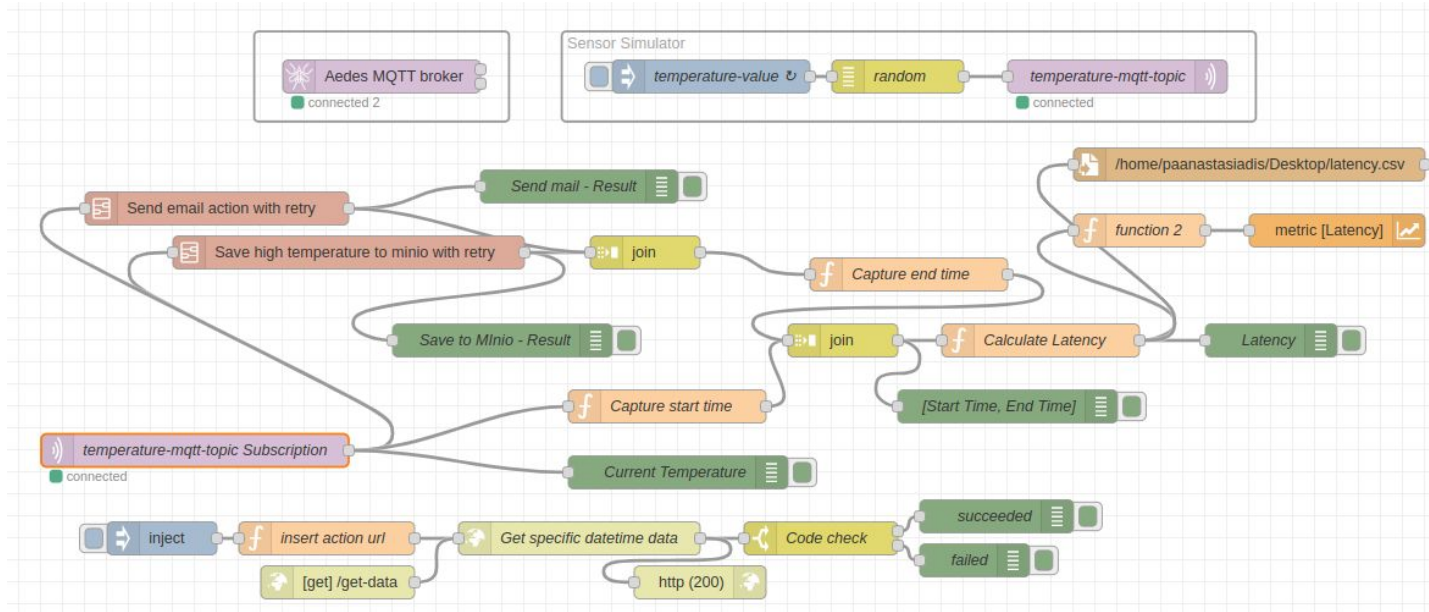 Sensor Simulator
Aedes MQTT broker
connected 2
temperature-value ↻
random
temperature-mqtt-topic
connected
/home/paanastasiadis/Desktop/latency.csv
Send mail - Result
Send email action with retry
function 2
metric [Latency]
Save high temperature to minio with retry
join
Capture end time
Save to MInio - Result
join
Calculate Latency
Latency
Capture start time
[Start Time, End Time]
temperature-mqtt-topic Subscription
connected
Current Temperature
inject
insert action url
Get specific datetime data
Code check
succeeded
failed
[get] /get-data
http (200)